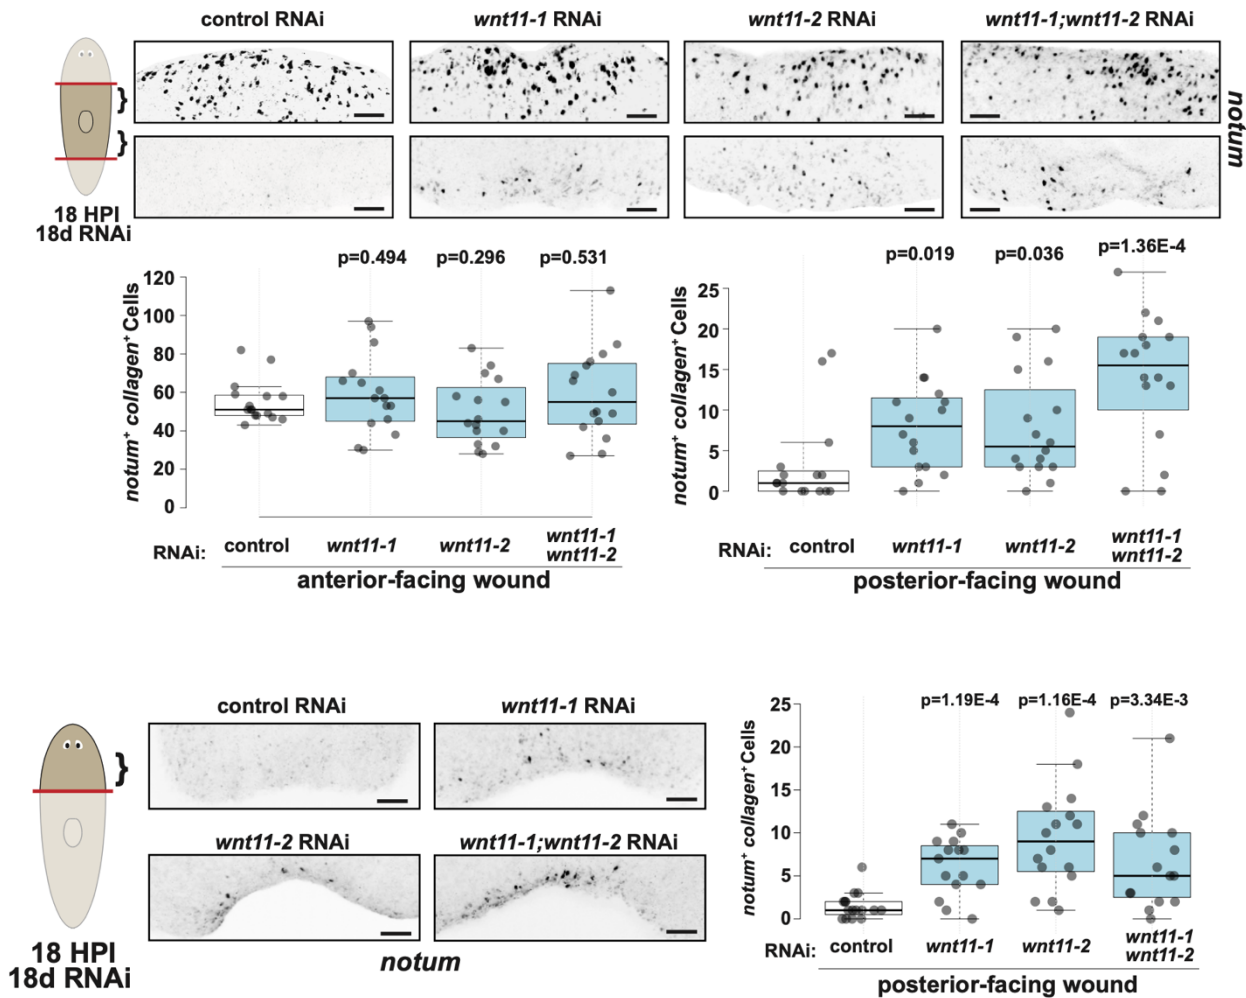 control RNAi
wnt11-1 RNAi
wnt11-2 RNAi
wnt11-1;wnt11-2 RNAi
}
}
notum
18 HPI
18d RNAi
p=0.494
p=0.296
p=0.531
120
100
80
60
40
20
0
notum+ collagen+ Cells
RNAi:
control
wnt11-1
wnt11-2
wnt11-1
wnt11-2
anterior-facing wound
p=0.019
p=0.036
p=1.36E-4
25
20
15
10
5
0
notum+ collagen+ Cells
RNAi:
control
wnt11-1
wnt11-2
wnt11-1
wnt11-2
posterior-facing wound
control RNAi
wnt11-1 RNAi
}
wnt11-2 RNAi
wnt11-1;wnt11-2 RNAi
18 HPI
18d RNAi
notum
p=1.19E-4
p=1.16E-4
p=3.34E-3
25
20
15
10
5
0
notum+ collagen+ Cells
RNAi:
control
wnt11-1
wnt11-2
wnt11-1
wnt11-2
posterior-facing wound